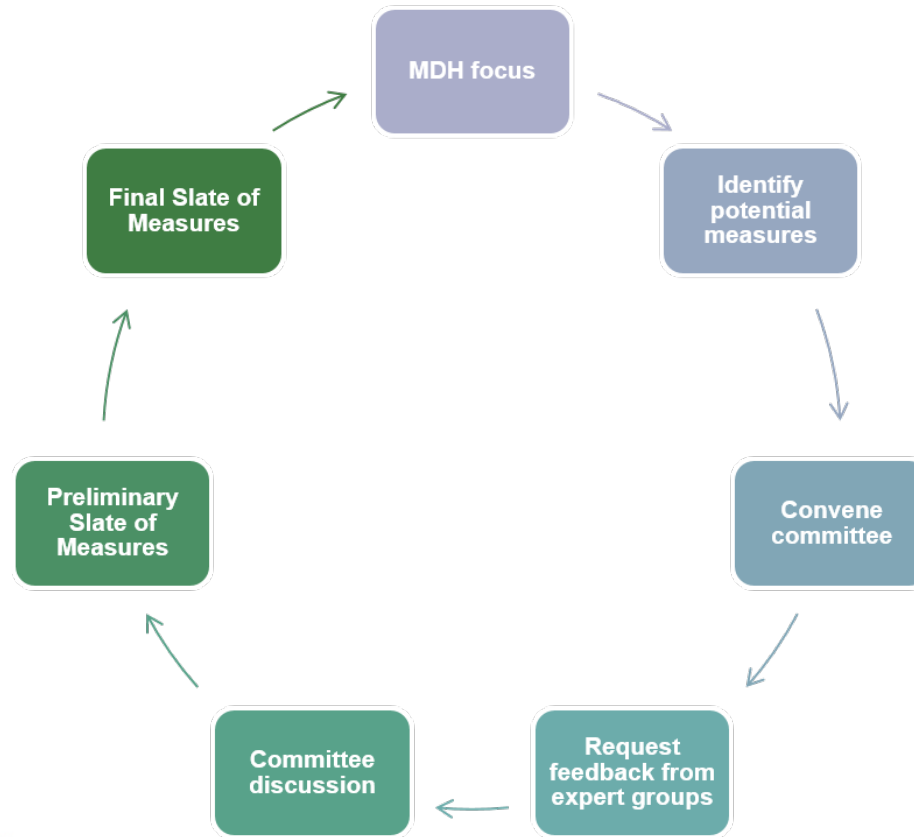 MDH focus
Identify
potential
measures
Convene
committee
Request
feedback from
expert groups
Committee
discussion
Preliminary
Slate of
Measures
Final Slate of
Measures